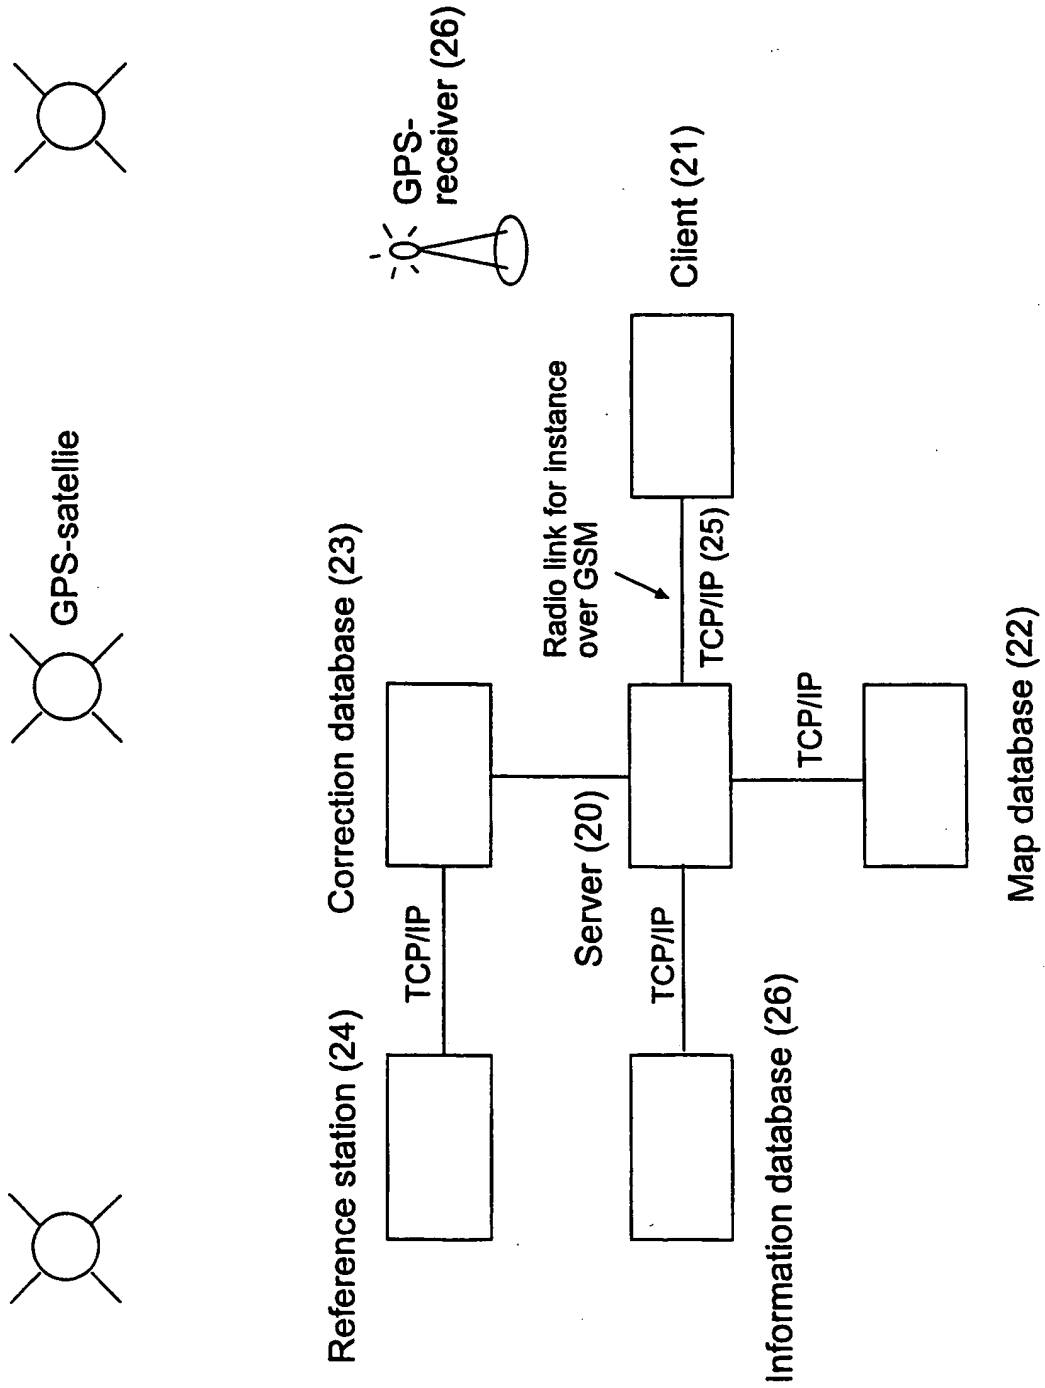 GPS-satellie
GPS-
receiver (26)
Reference station (24)
Correction database (23)
TCP/IP
Radio link for instance
over GSM
Server (20)
Client (21)
TCP/IP
TCP/IP (25)
Information database (26)
TCP/IP
Map database (22)